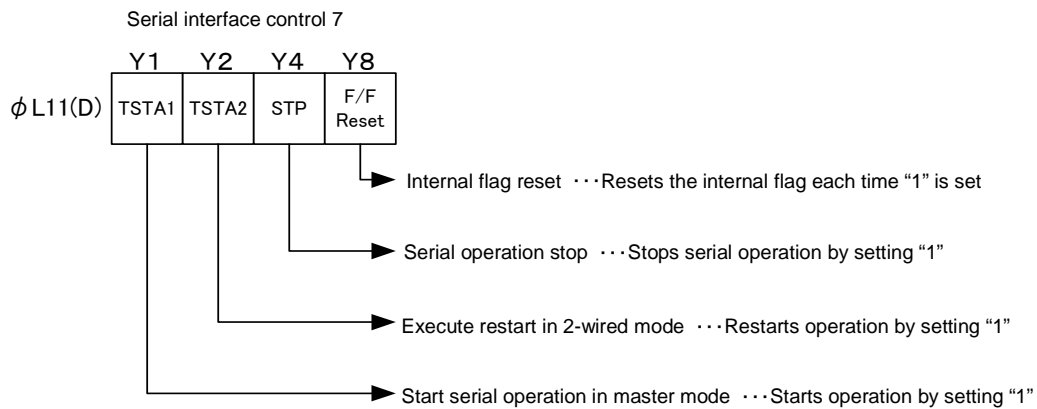 Serial interface control 7
Y1 Y2 Y4 Y8
φL11(D) TSTA1 TSTA2 STP F/F Reset
Internal flag reset ･･･Resets the internal flag each time “1” is set
Serial operation stop ･･･Stops serial operation by setting “1”
Execute restart in 2-wired mode ･･･Restarts operation by setting “1”
Start serial operation in master mode ･･･Starts operation by setting “1”